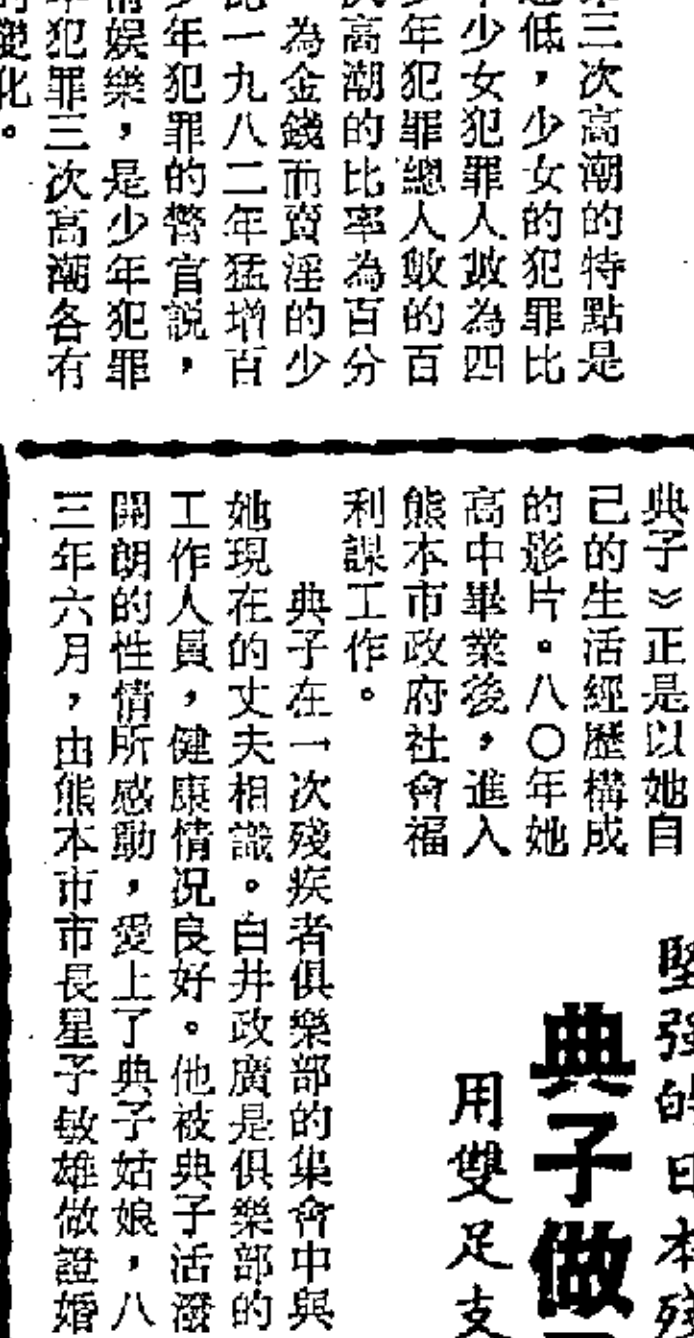 三次高潮的特點是
低，少女的犯罪比
少女犯罪人數為四
年犯罪總人數的百
高潮的比率為百分
為金錢而賣淫的少
比一九八二年猛增百
少年犯罪的警官説，
娛樂，是少年犯罪
犯罪三次高潮各有
變化。
典子》正是以她自
己的生活經歷構成
的影片。八〇年她
高中畢業後，進入
熊本市政府社會福
利課工作。
堅強的日本殘
典子做
用雙足支
典子在一次殘疾者俱樂部的集會中與
她現在的丈夫相識。白井政廣是俱樂部的
工作人員，健康情況良好。他被典子活潑
開朗的性情所感動，愛上了典子姑娘，八
三年六月，由熊本市市長星子敏雄做證婚